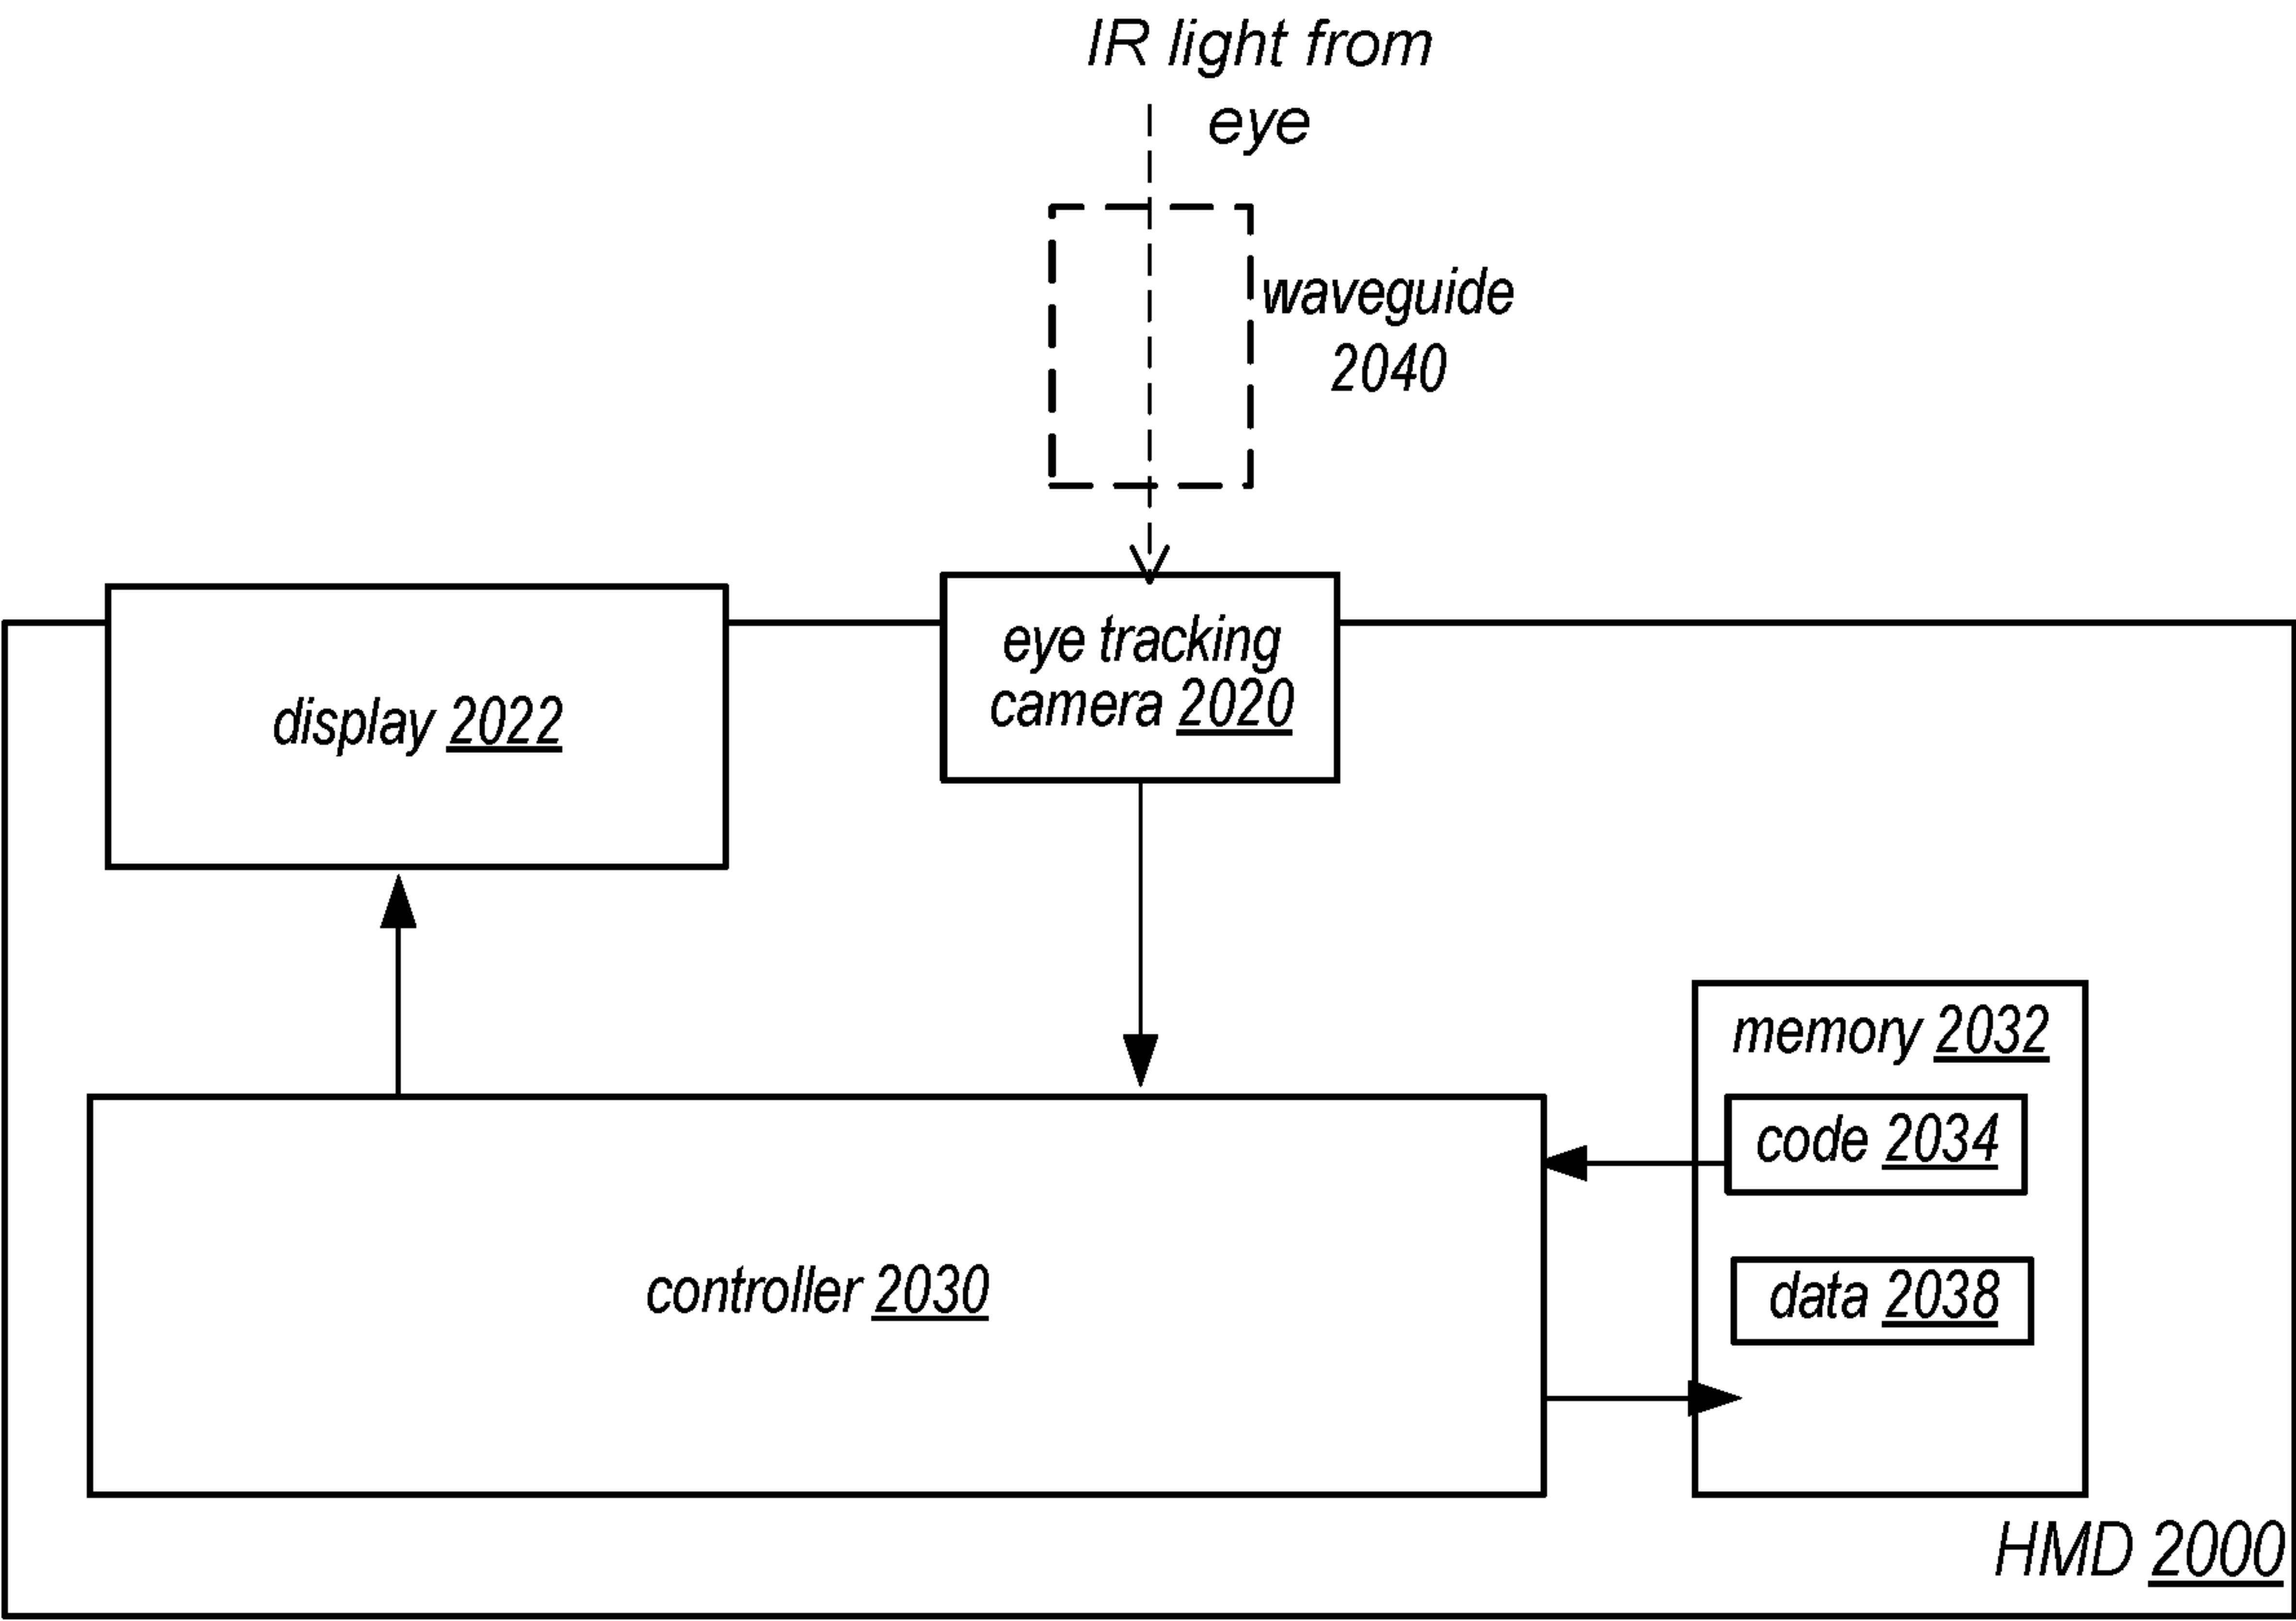 IR light from
eye
waveguide
2040
eye tracking
camera 2020
display 2022
memory 2032
code 2034
data 2038
controller 2030
HMD 2000